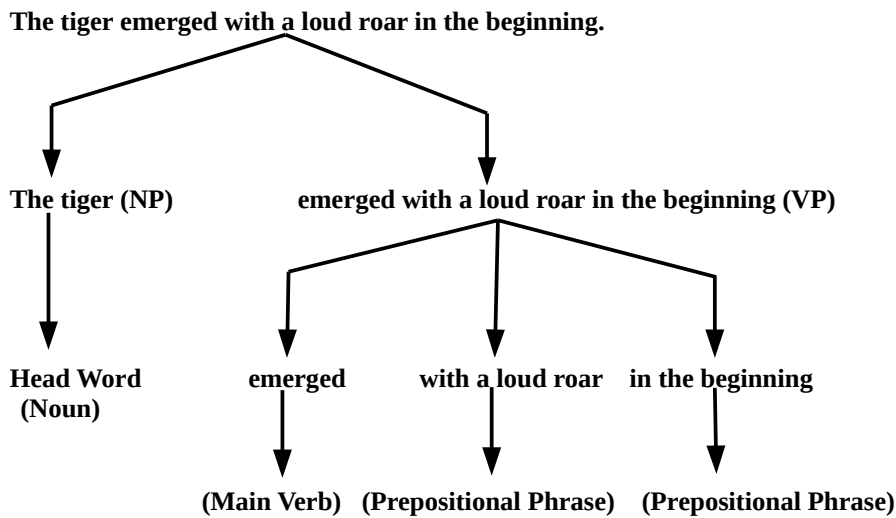 The tiger emerged with a loud roar in the beginning.
The tiger (NP)
emerged with a loud roar in the beginning (VP)
Head Word
(Noun)
emerged
with a loud roar
in the beginning
(Main Verb)
(Prepositional Phrase)
(Prepositional Phrase)